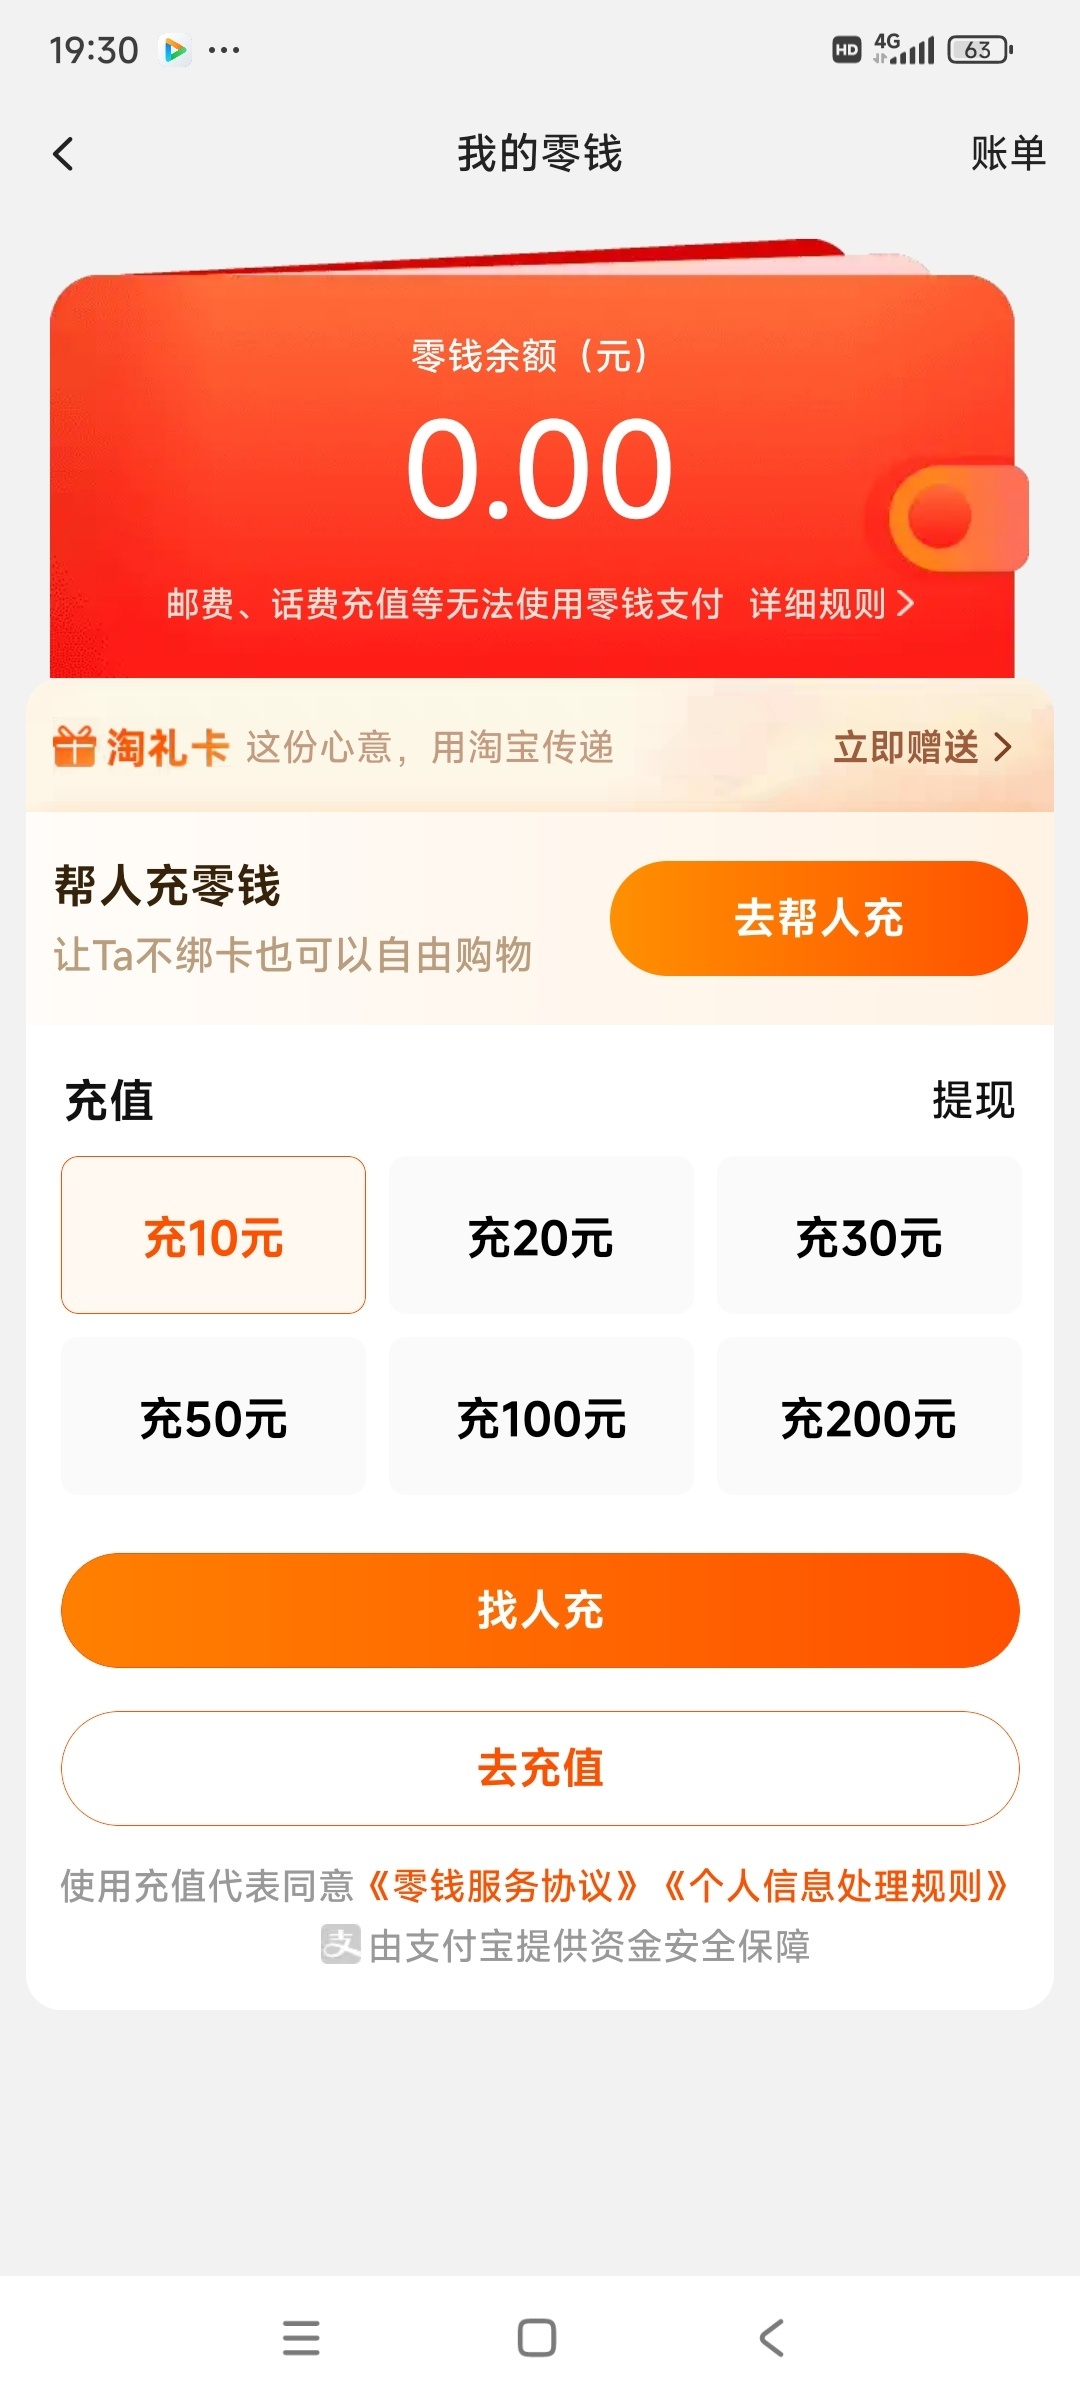 19:30
HD 4G 63
我的零钱
账单
零钱余额（元）
0.00
邮费、话费充值等无法使用零钱支付 详细规则
淘礼卡 这份心意，用淘宝传递
立即赠送
帮人充零钱
让Ta不绑卡也可以自由购物
去帮人充
充值
提现
充10元
充20元
充30元
充50元
充100元
充200元
找人充
去充值
使用充值代表同意《零钱服务协议》《个人信息处理规则》
支 由支付宝提供资金安全保障